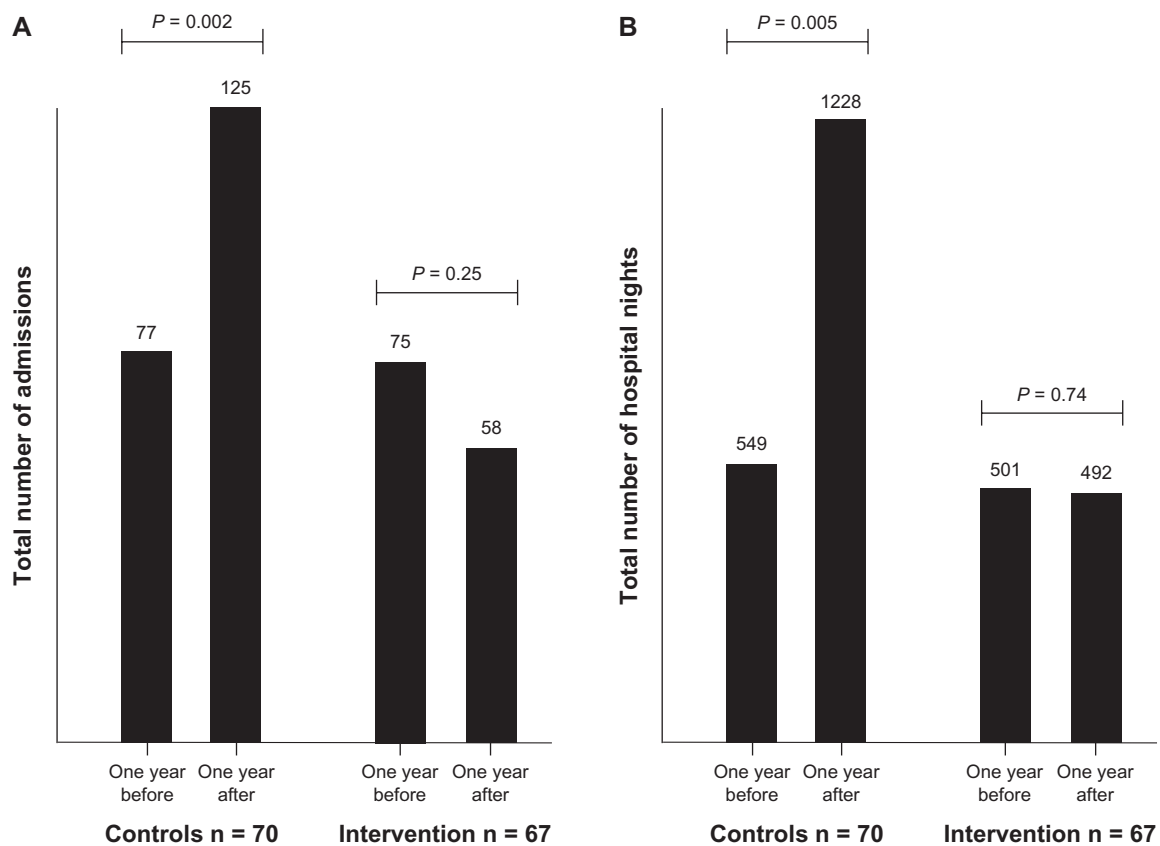 A
P = 0.002
125
77
P = 0.25
75
58
Total number of admissions
One year before
One year after
One year before
One year after
Controls n = 70
Intervention n = 67
B
P = 0.005
1228
549
P = 0.74
501
492
Total number of hospital nights
One year before
One year after
One year before
One year after
Controls n = 70
Intervention n = 67